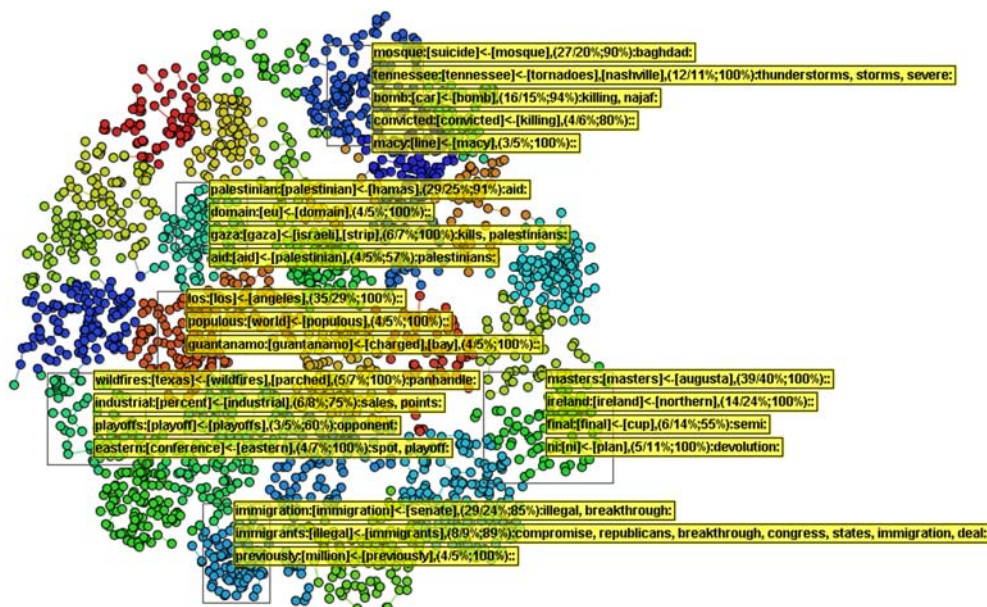 mosque:[suicide]<-[mosque],(27/20%;90%):baghdad:
tennessee:[tennessee]<-[tornadoes],[nashville],(12/11%;100%):thunderstorms, storms, severe:
bomb:[car]<-[bomb],(16/15%;94%):killing, najaf:
convicted:[convicted]<-[killing],(4/6%;80%)::
macy:[line]<-[macy],(3/5%;100%)::
palestinian:[palestinian]<-[hamas],(29/25%;91%):aid:
domain:[eu]<-[domain],(4/5%;100%)::
gaza:[gaza]<-[israeli],[strip],(6/7%;100%):kills, palestinians:
aid:[aid]<-[palestinian],(4/5%;57%):palestinians:
los:[los]<-[angeles],(35/29%;100%)::
populous:[world]<-[populous],(4/5%;100%)::
guantanamo:[guantanamo]<-[charged],[bay],(4/5%;100%)::
wildfires:[texas]<-[wildfires],[parched],(5/7%;100%):panhandle:
industrial:[percent]<-[industrial],(6/8%;75%):sales, points:
playoffs:[playoff]<-[playoffs],(3/5%;60%):opponent:
eastern:[conference]<-[eastern],(4/7%;100%):spot, playoff:
masters:[masters]<-[augusta],(39/40%;100%)::
ireland:[ireland]<-[northern],(14/24%;100%)::
final:[final]<-[cup],(6/14%;55%):semi:
ni:[ni]<-[plan],(5/11%;100%):devolution:
immigration:[immigration]<-[senate],(29/24%;85%):illegal, breakthrough:
immigrants:[illegal]<-[immigrants],(8/9%;89%):compromise, republicans, breakthrough, congress, states, immigration, deal:
previously:[million]<-[previously],(4/5%;100%)::